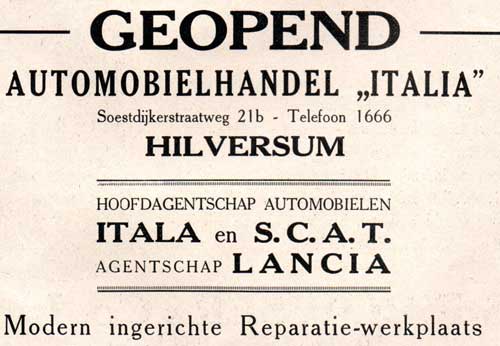 GEOPEND
AUTOMOBIELHANDEL „ITALIA”
Soestdijkerstraatweg 21b - Telefoon 1666
HILVERSUM
HOOFDAGENTSCHAP AUTOMOBIELEN
ITALA en S.C.A.T.
AGENTSCHAP LANCIA
Modern ingerichte Reparatie-werkplaats